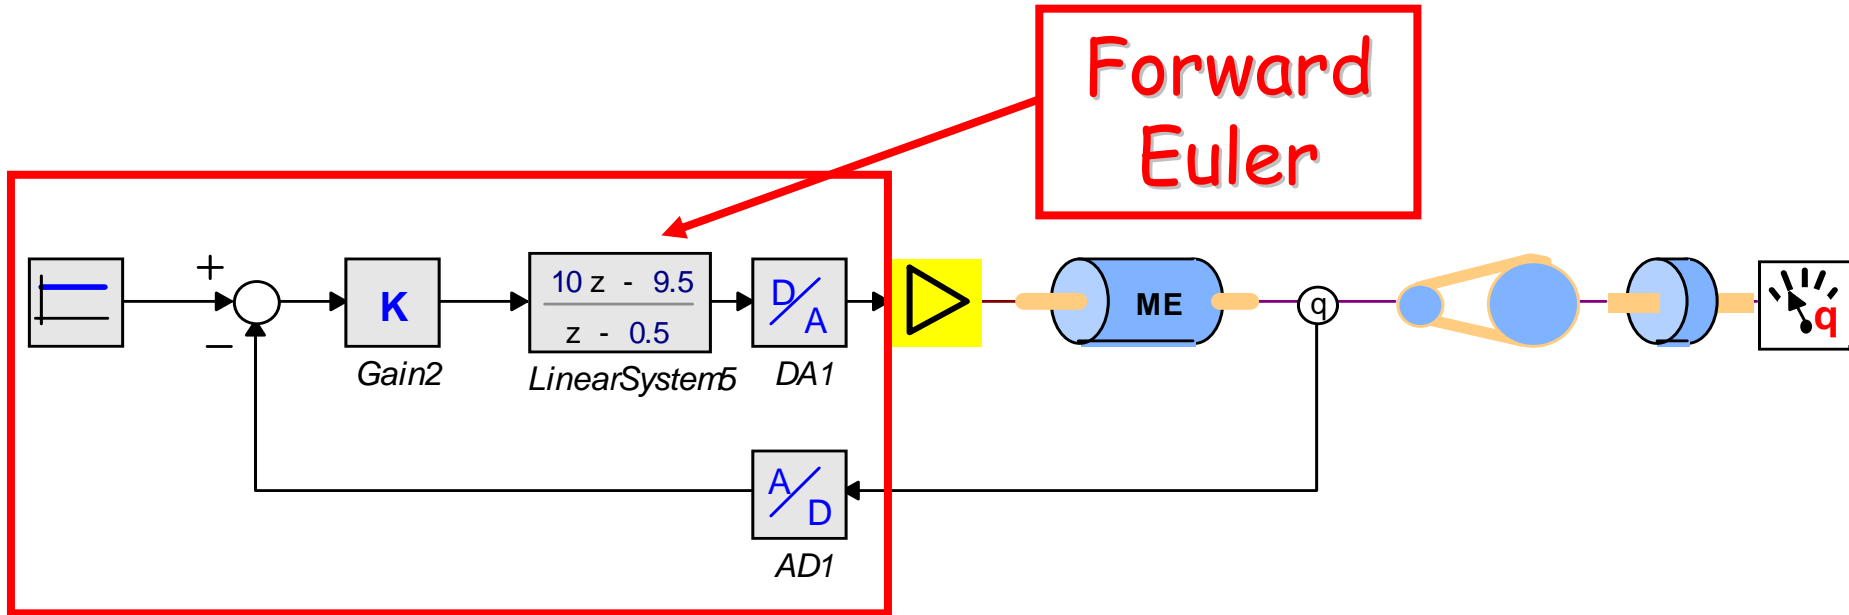 Forward
Euler
+
−
K
Gain2
10 z - 9.5
z - 0.5
LinearSystem5
D/A
DA1
ME
q
q
A/D
AD1